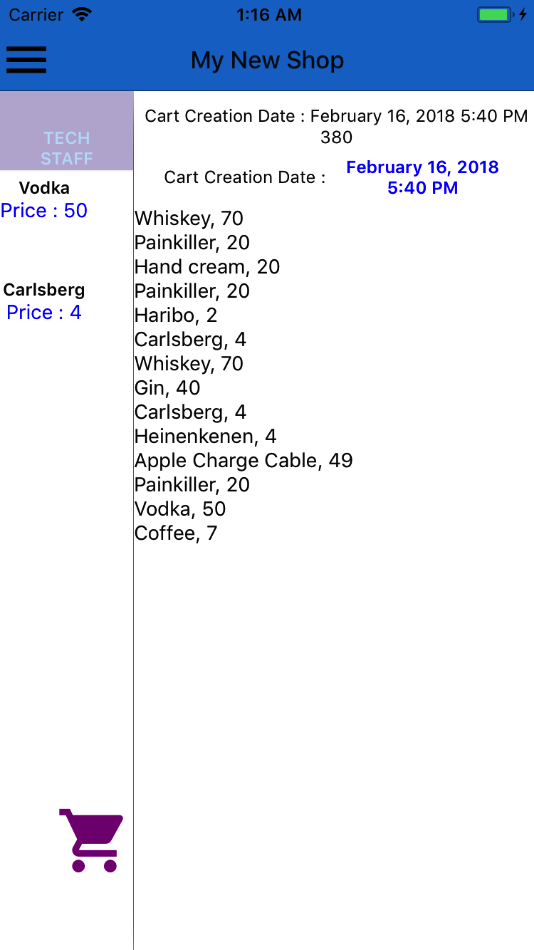 Carrier
1:16 AM
My New Shop
TECH
STAFF
Vodka
Price : 50
Carlsberg
Price : 4
Cart Creation Date : February 16, 2018 5:40 PM
380
Cart Creation Date :
February 16, 2018
5:40 PM
Whiskey, 70
Painkiller, 20
Hand cream, 20
Painkiller, 20
Haribo, 2
Carlsberg, 4
Whiskey, 70
Gin, 40
Carlsberg, 4
Heinenkenen, 4
Apple Charge Cable, 49
Painkiller, 20
Vodka, 50
Coffee, 7